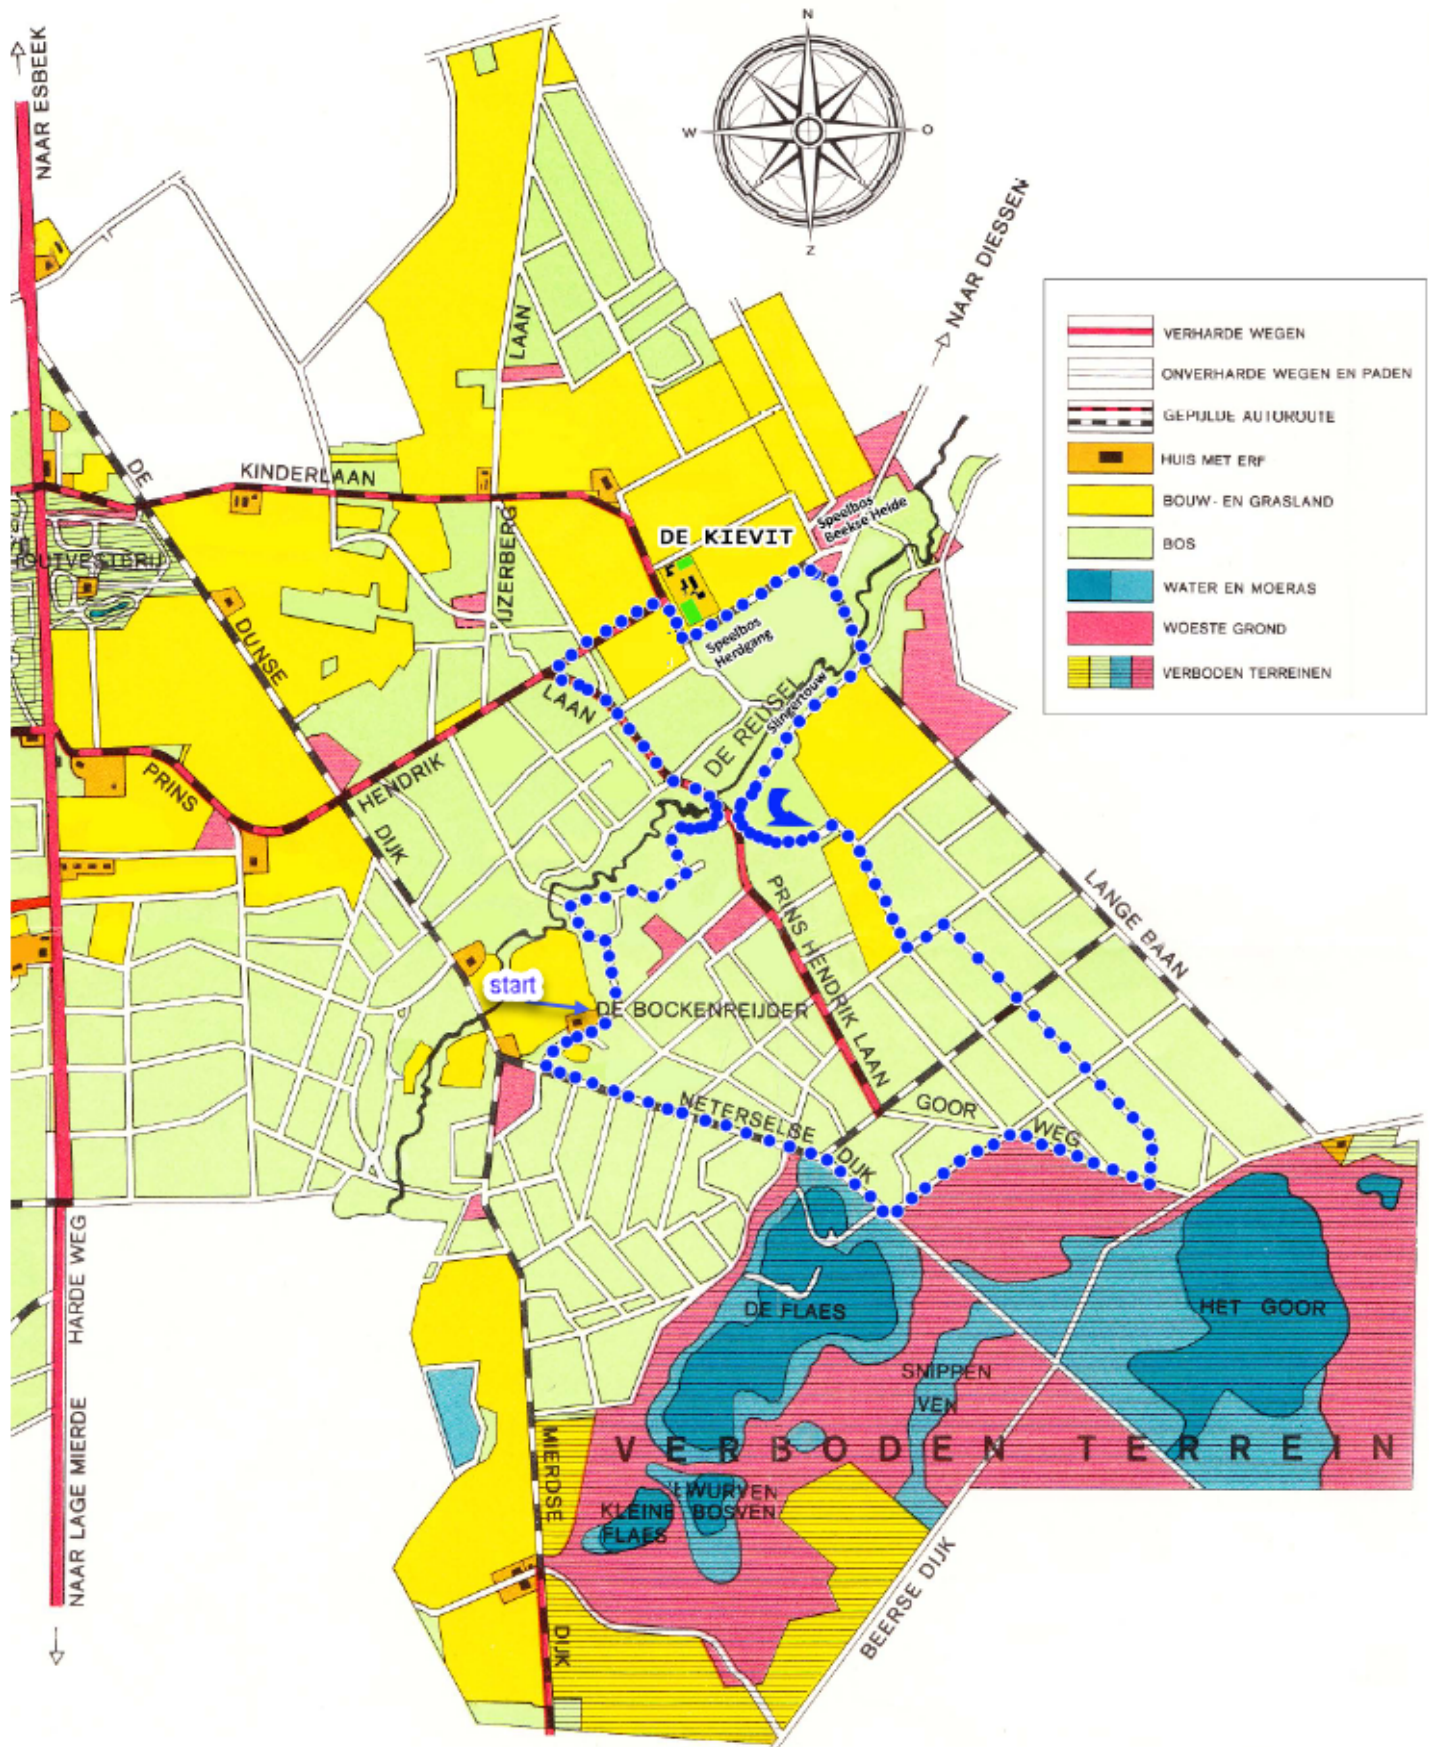 N
W
O
Z
NAAR ESBEEK
NAAR DIESSEN
LAAN
VERHARDE WEGEN
ONVERHARDE WEGEN EN PADEN
GEPIJLDE AUTOROUTE
HUIS MET ERF
BOUW- EN GRASLAND
BOS
WATER EN MOERAS
WOESTE GROND
VERBODEN TERREINEN
DE
KINDERLAAN
Speelbos
Beekse Heide
DE KIEVIT
HOUTVESTERIJ
IJZERBERG
DUNSE
Speelbos
Herdgang
LAAN
DE REUSEL
Slingertouw
HENDRIK
PRINS
DIJK
LANGE BAAN
PRINS HENDRIK LAAN
start
DE BOCKENREIJDER
NETERSELSE
DIJK
GOOR
WEG
HARDE WEG
NAAR LAGE MIERDE
DE FLAES
HET GOOR
SNIPPEN
VEN
VERBODEN TERREIN
MIERDSE
WURVEN
KLEINE
BOSVEN
FLAES
BEERSE DIJK
DIJK